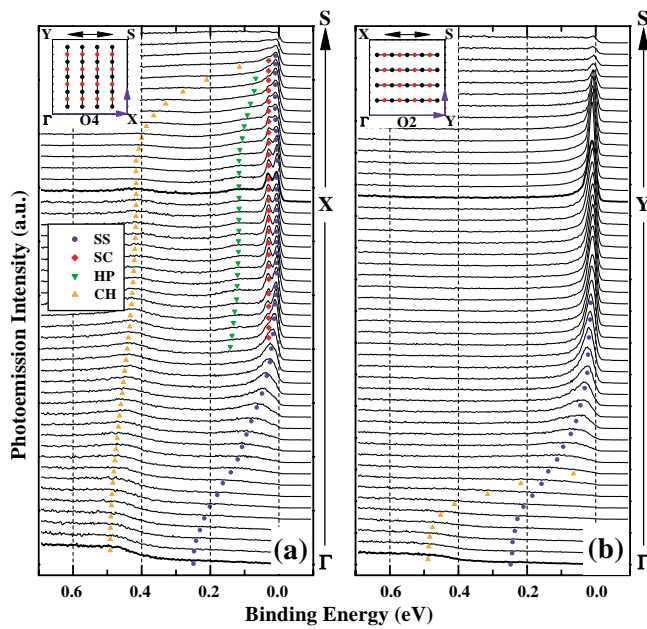 Y S
Γ O4 X
(a)
SS
SC
HP
CH
S
X
Γ
X S
Γ O2 Y
(b)
S
Y
Γ
Photoemission Intensity (a.u.)
0.6 0.4 0.2 0.0
0.6 0.4 0.2 0.0
Binding Energy (eV)